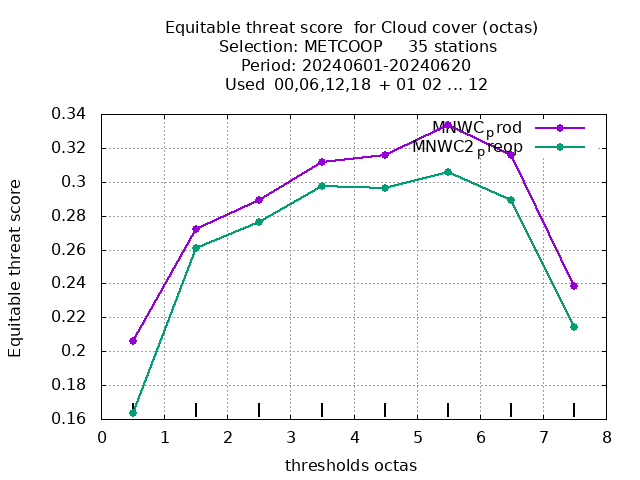 Equitable threat score for Cloud cover (octas)
Selection: METCOOP 35 stations
Period: 20240601-20240620
Used 00,06,12,18 + 01 02 ... 12
MNWCprod
MNWC2preop
0.34
0.32
0.3
0.28
0.26
0.24
0.22
0.2
0.18
0.16
Equitable threat score
0 1 2 3 4 5 6 7 8
thresholds octas